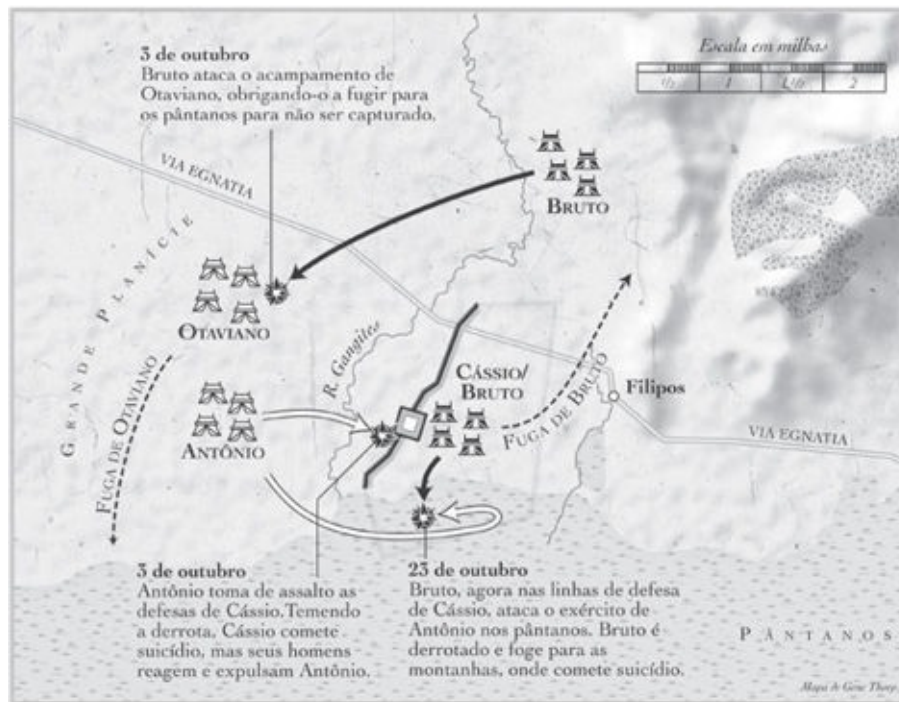 3 de outubro
Bruto ataca o acampamento de
Otaviano, obrigando-o a fugir para
os pântanos para não ser capturado.
Escala em milhas
1/2 1 1 1/2 2
VIA EGNATIA
BRUTO
GRANDE PLANÍCIE
OTAVIANO
R. Gangites
CÁSSIO/
BRUTO
Filipos
FUGA DE BRUTO
FUGA DE OTAVIANO
ANTÔNIO
VIA EGNATIA
3 de outubro
Antônio toma de assalto as
defesas de Cássio.Temendo
a derrota, Cássio comete
suicídio, mas seus homens
reagem e expulsam Antônio.
23 de outubro
Bruto, agora nas linhas de defesa
de Cássio, ataca o exército de
Antônio nos pântanos. Bruto é
derrotado e foge para as
montanhas, onde comete suicídio.
PÂNTANOS
Mapa de Gene Thorp